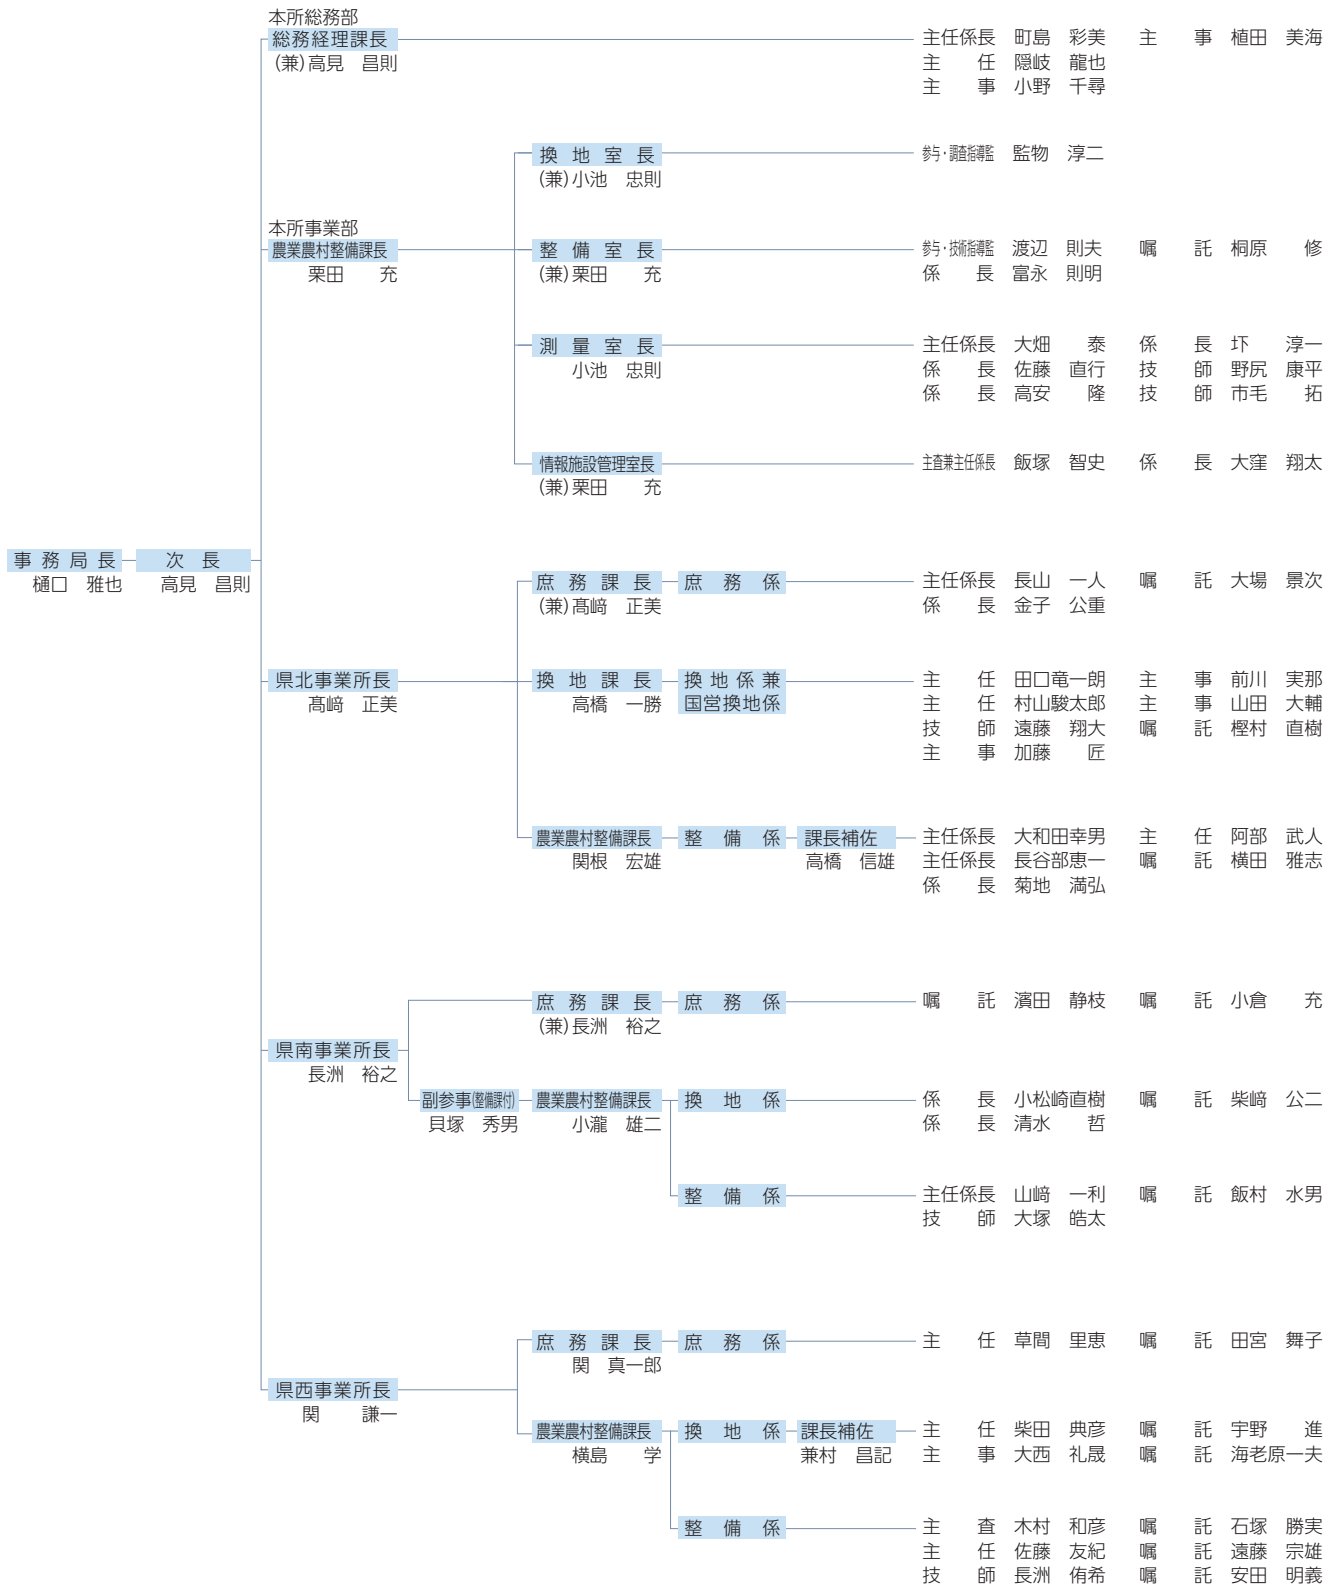 本所総務部
総務経理課長
(兼)高見　昌則
主任係長　町島　彩美　主　　事　植田　美海
主　　任　隠岐　龍也
主　　事　小野　千尋
換地室長
(兼)小池　忠則
参与・調査指導監　監物　淳二
本所事業部
農業農村整備課長
栗田　　充
整備室長
(兼)栗田　　充
参与・技術指導監　渡辺　則夫　嘱　　託　桐原　　修
係　　長　富永　則明
測量室長
小池　忠則
主任係長　大畑　　泰　係　　長　圷　　淳一
係　　長　佐藤　直行　技　　師　野尻　康平
係　　長　高安　　隆　技　　師　市毛　　拓
情報施設管理室長
(兼)栗田　　充
主査兼主任係長　飯塚　智史　係　　長　大窪　翔太
事務局長
樋口　雅也
次長
高見　昌則
県北事業所長
髙﨑　正美
庶務課長
(兼)髙﨑　正美
庶務係
主任係長　長山　一人　嘱　　託　大場　景次
係　　長　金子　公重
換地課長
高橋　一勝
換地係兼
国営換地係
主　　任　田口竜一朗　主　　事　前川　実那
主　　任　村山駿太郎　主　　事　山田　大輔
技　　師　遠藤　翔大　嘱　　託　樫村　直樹
主　　事　加藤　　匠
農業農村整備課長
関根　宏雄
整備係
課長補佐
高橋　信雄
主任係長　大和田幸男　主　　任　阿部　武人
主任係長　長谷部恵一　嘱　　託　横田　雅志
係　　長　菊地　満弘
県南事業所長
長洲　裕之
庶務課長
(兼)長洲　裕之
庶務係
嘱　　託　濱田　静枝　嘱　　託　小倉　　充
副参事(整備課付)
貝塚　秀男
農業農村整備課長
小瀧　雄二
換地係
係　　長　小松崎直樹　嘱　　託　柴﨑　公二
係　　長　清水　　哲
整備係
主任係長　山﨑　一利　嘱　　託　飯村　水男
技　　師　大塚　皓太
県西事業所長
関　　謙一
庶務課長
関　真一郎
庶務係
主　　任　草間　里恵　嘱　　託　田宮　舞子
農業農村整備課長
横島　　学
換地係
課長補佐
兼村　昌記
主　　任　柴田　典彦　嘱　　託　宇野　　進
主　　事　大西　礼晟　嘱　　託　海老原一夫
整備係
主　　査　木村　和彦　嘱　　託　石塚　勝実
主　　任　佐藤　友紀　嘱　　託　遠藤　宗雄
技　　師　長洲　侑希　嘱　　託　安田　明義